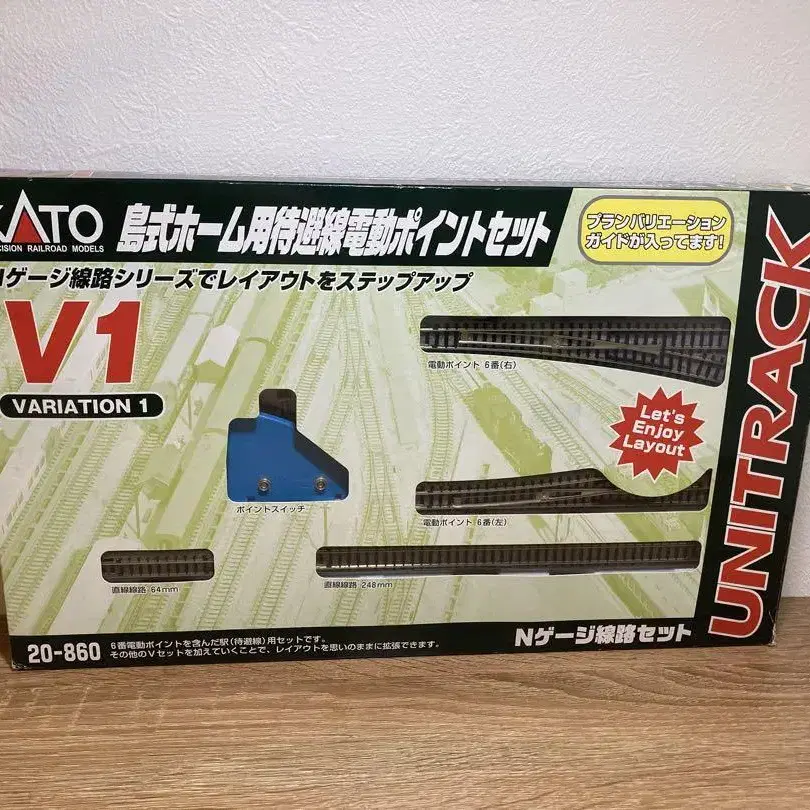 KATO
CISION RAILROAD MODELS
島式ホーム用待避線電動ポイントセット
プランバリエーション
ガイドが入ってます!
Nゲージ線路シリーズでレイアウトをステップアップ
V1
VARIATION 1
電動ポイント 6番(右)
Let's
Enjoy
Layout
ポイントスイッチ
電動ポイント 6番(左)
直線線路 64mm
直線線路 248mm
UNITRACK
Nゲージ線路セット
20-860
6番電動ポイントを含んだ駅(待避線)用セットです。
その他のVセットを加えていくことで、レイアウトを思いのままに拡張できます。